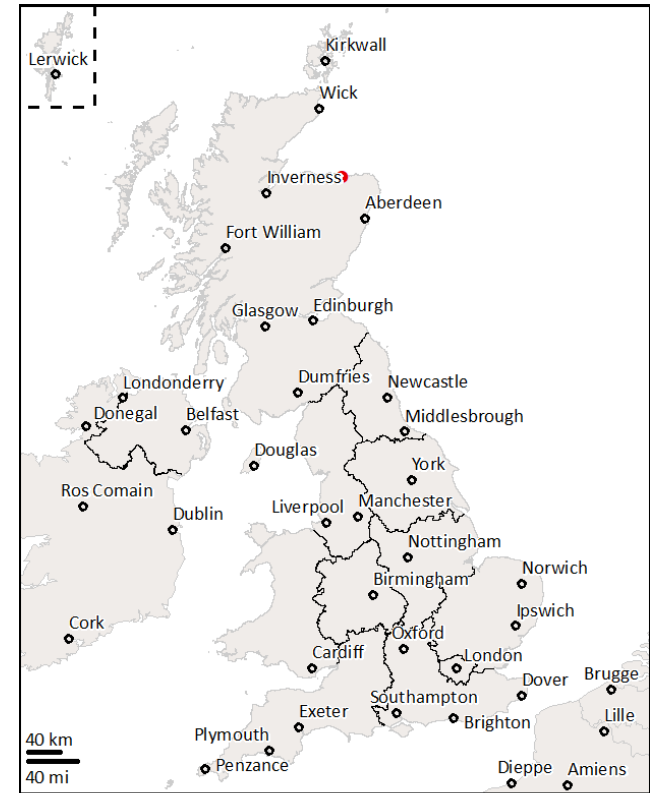 Kirkwall
Lerwick
Wick
Inverness
Aberdeen
Fort William
Glasgow
Edinburgh
Dumfries
Londonderry
Newcastle
Donegal
Belfast
Middlesbrough
Douglas
York
Ros Comain
Liverpool
Manchester
Dublin
Nottingham
Norwich
Birmingham
Ipswich
Cork
Oxford
Cardiff
London
Dover
Brugge
Southampton
Exeter
Brighton
Lille
Plymouth
40 km
Penzance
Dieppe
Amiens
40 mi